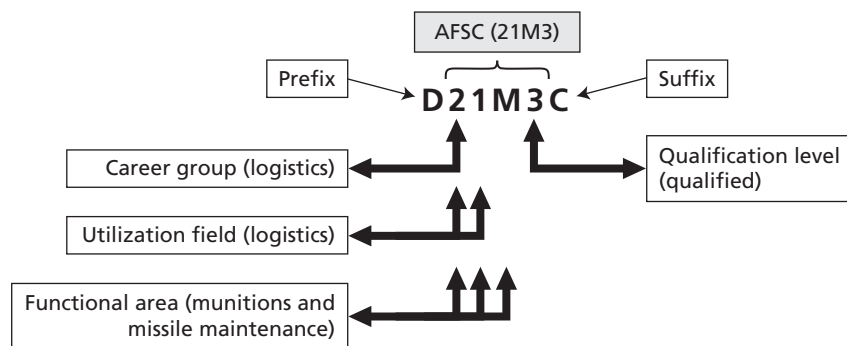 AFSC (21M3)
Prefix
D21M3C
Suffix
Career group (logistics)
Qualification level
(qualified)
Utilization field (logistics)
Functional area (munitions and
missile maintenance)